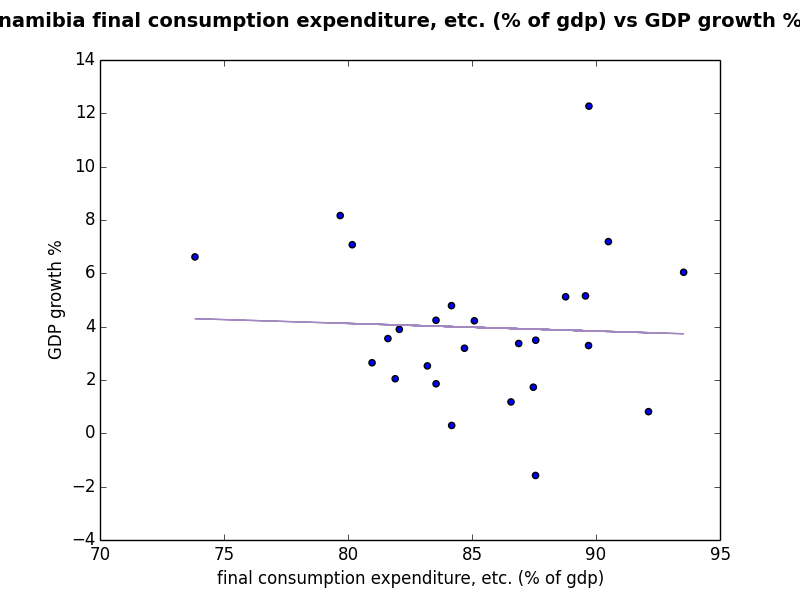 namibia final consumption expenditure, etc. (% of gdp) vs GDP growth %
14
12
10
8
6
4
2
0
−2
−4
GDP growth %
70 75 80 85 90 95
final consumption expenditure, etc. (% of gdp)